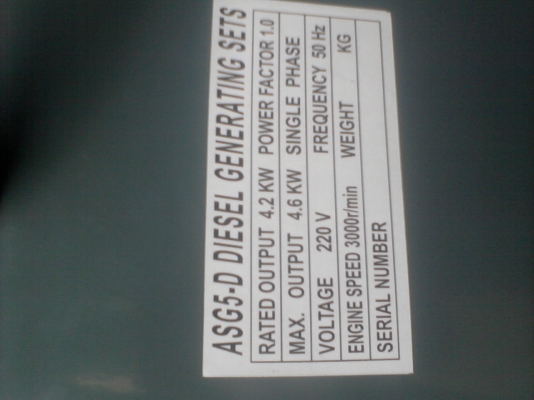 ASG5-D DIESEL GENERATING SETS
RATED OUTPUT 4.2 KW POWER FACTOR 1.0
MAX. OUTPUT 4.6 KW SINGLE PHASE
VOLTAGE 220 V FREQUENCY 50 Hz
ENGINE SPEED 3000r/min WEIGHT KG
SERIAL NUMBER